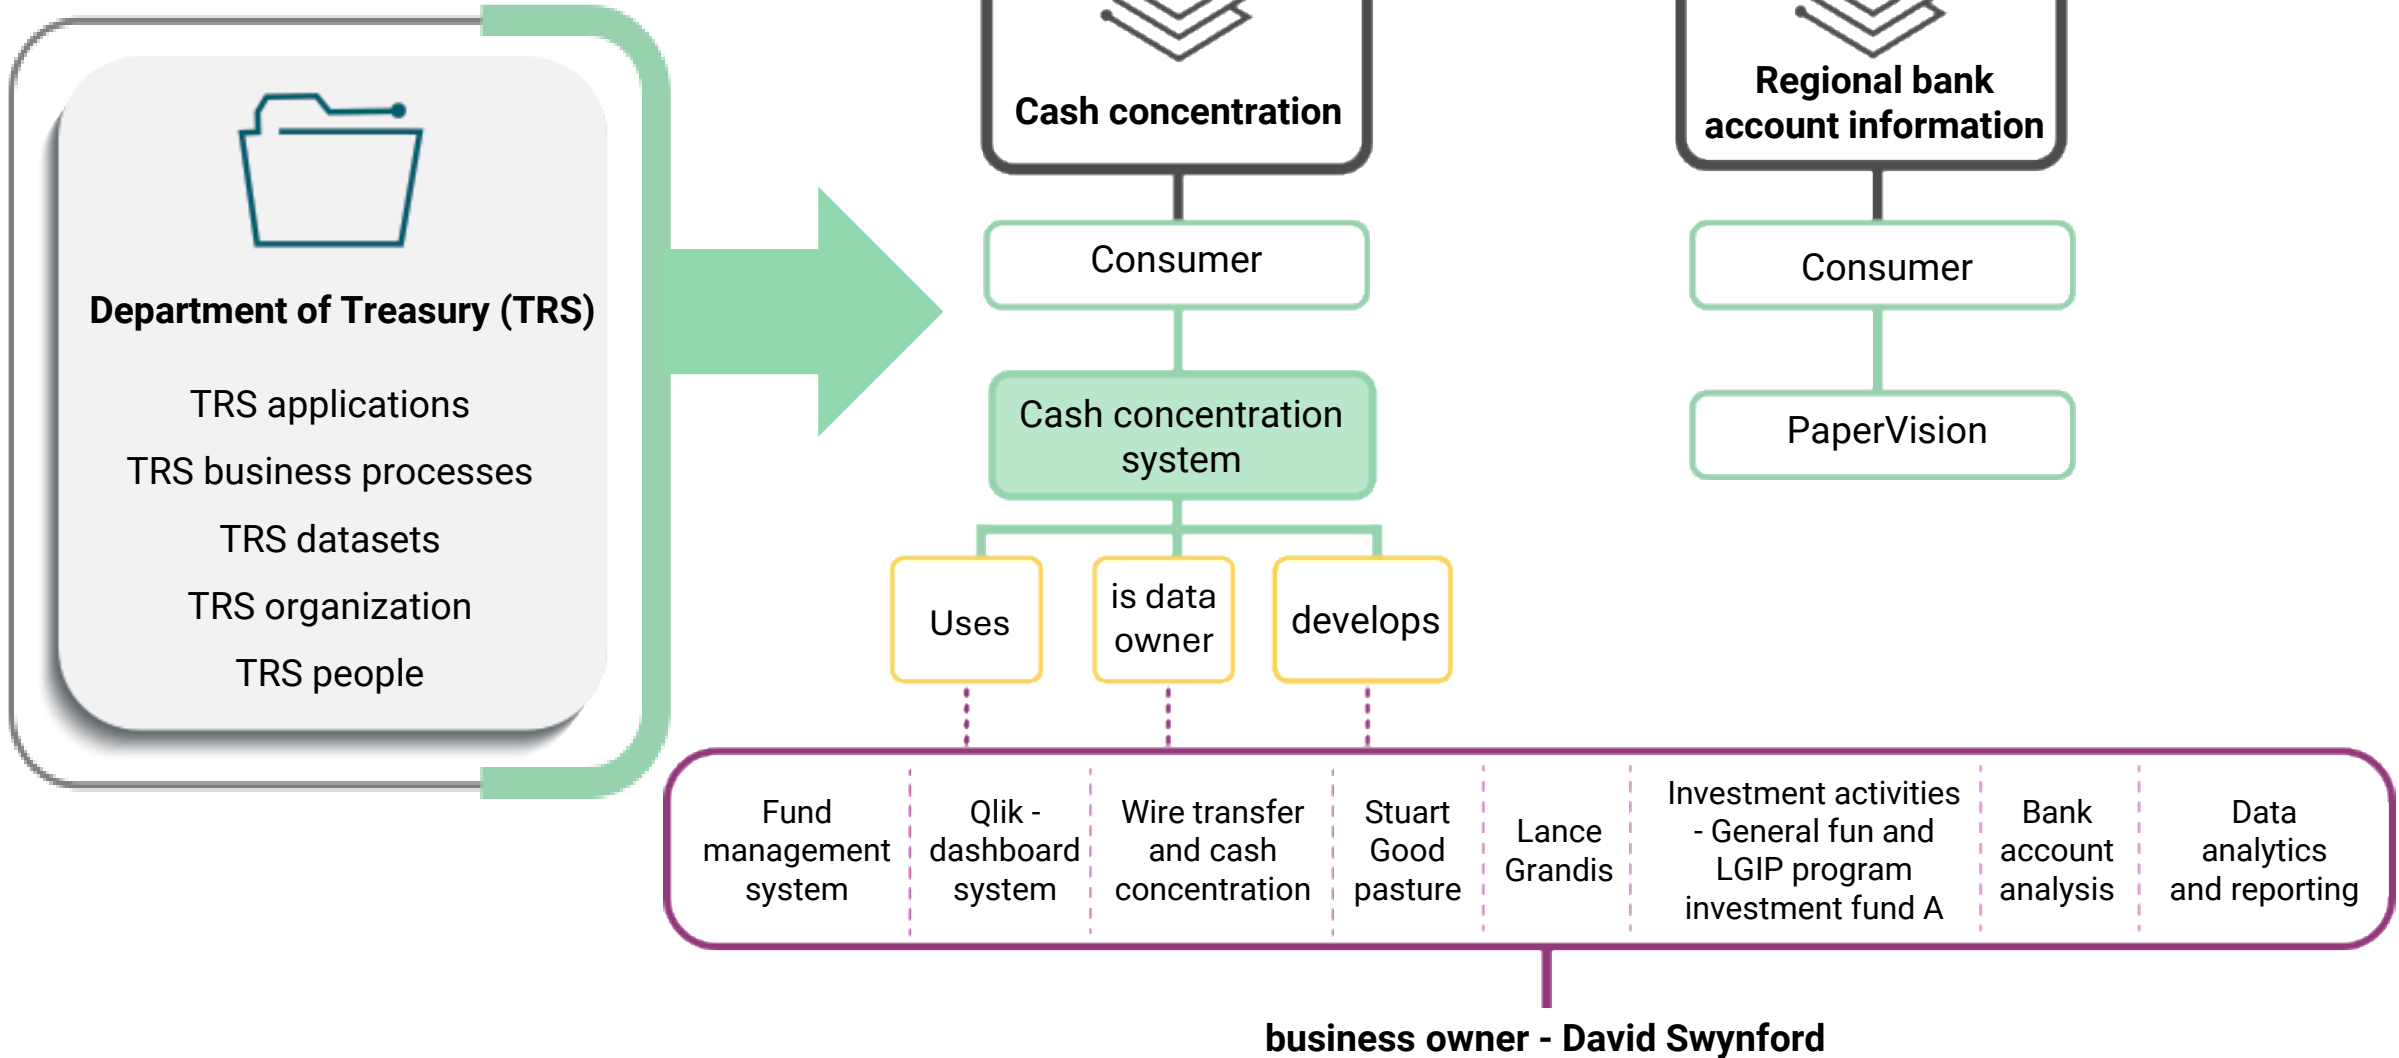 Department of Treasury (TRS)
TRS applications
TRS business processes
TRS datasets
TRS organization
TRS people
Cash concentration
Consumer
Cash concentration
system
Uses
is data
owner
develops
Regional bank
account information
Consumer
PaperVision
Fund
management
system
Qlik -
dashboard
system
Wire transfer
and cash
concentration
Stuart
Good
pasture
Lance
Grandis
Investment activities
- General fun and
LGIP program
investment fund A
Bank
account
analysis
Data
analytics
and reporting
business owner - David Swynford